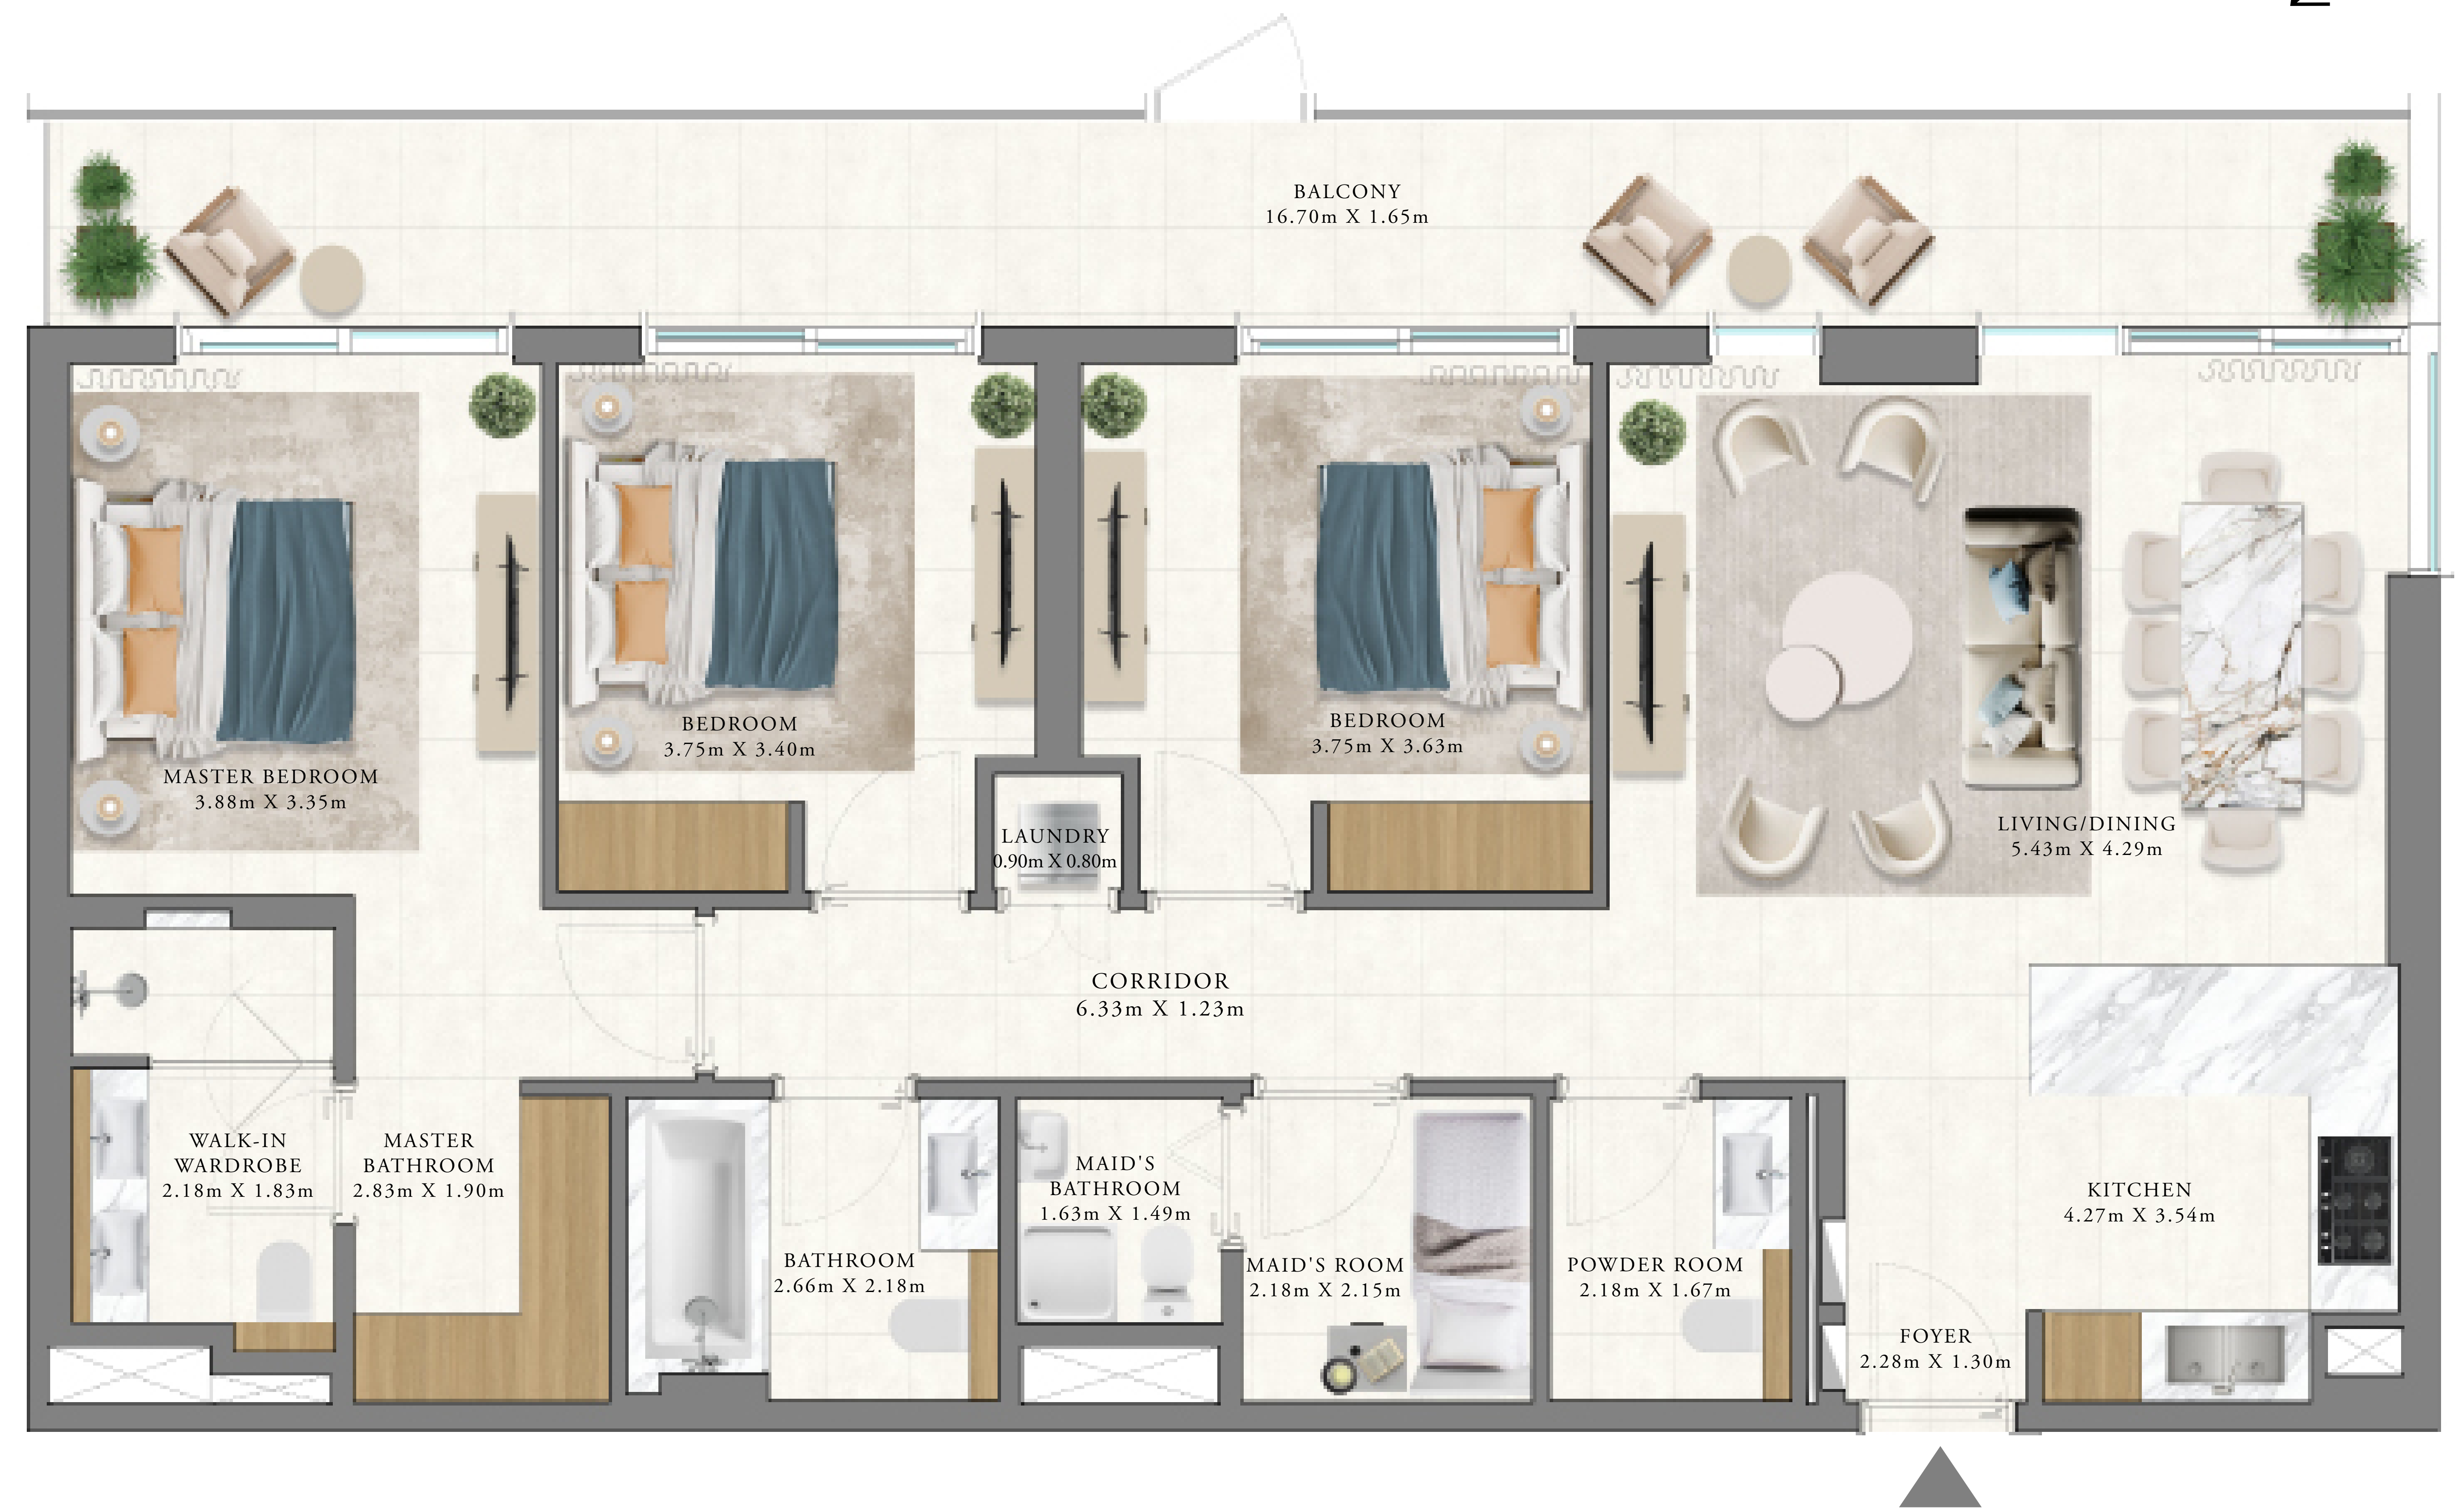 BALCONY
16.70m X 1.65m
MASTER BEDROOM
3.88m X 3.35m
BEDROOM
3.75m X 3.40m
BEDROOM
3.75m X 3.63m
LAUNDRY
0.90m X 0.80m
LIVING/DINING
5.43m X 4.29m
CORRIDOR
6.33m X 1.23m
WALK-IN
WARDROBE
2.18m X 1.83m
MASTER
BATHROOM
2.83m X 1.90m
BATHROOM
2.66m X 2.18m
MAID'S
BATHROOM
1.63m X 1.49m
MAID'S ROOM
2.18m X 2.15m
POWDER ROOM
2.18m X 1.67m
FOYER
2.28m X 1.30m
KITCHEN
4.27m X 3.54m